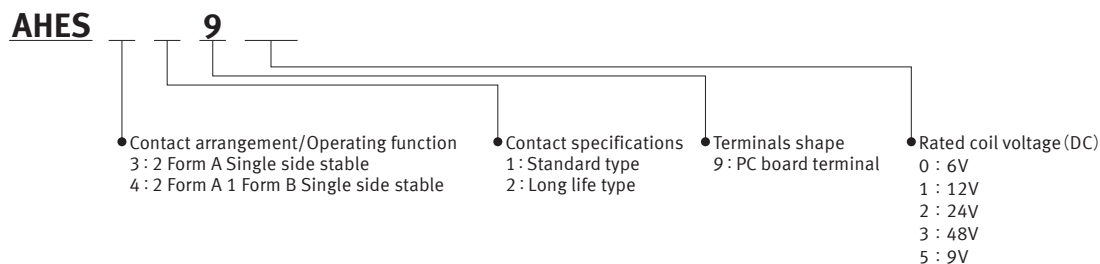 AHES 9
● Contact arrangement/Operating function
3：2 Form A Single side stable
4：2 Form A 1 Form B Single side stable
● Contact specifications
1：Standard type
2：Long life type
● Terminals shape
9：PC board terminal
● Rated coil voltage（DC）
0：6V
1：12V
2：24V
3：48V
5：9V